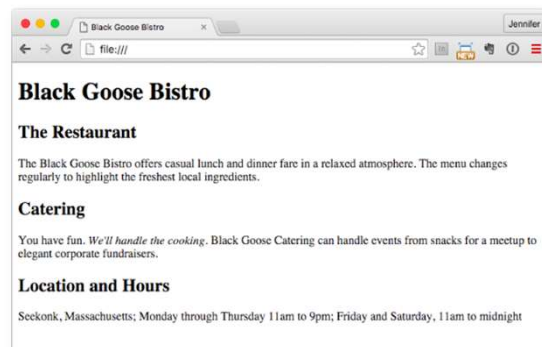 Black Goose Bistro
Jennifer
file:///
NEW
Black Goose Bistro
The Restaurant
The Black Goose Bistro offers casual lunch and dinner fare in a relaxed atmosphere. The menu changes
regularly to highlight the freshest local ingredients.
Catering
You have fun. We'll handle the cooking. Black Goose Catering can handle events from snacks for a meetup to
elegant corporate fundraisers.
Location and Hours
Seekonk, Massachusetts; Monday through Thursday 11am to 9pm; Friday and Saturday, 11am to midnight